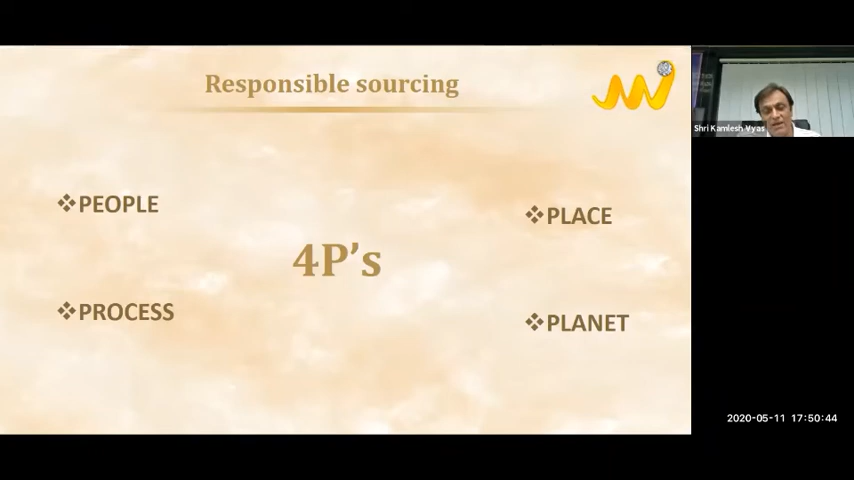 Responsible sourcing
Shri Kamlesh Vyas
❖PEOPLE
❖PLACE
4P's
❖PROCESS
❖PLANET
2020-05-11 17:50:44